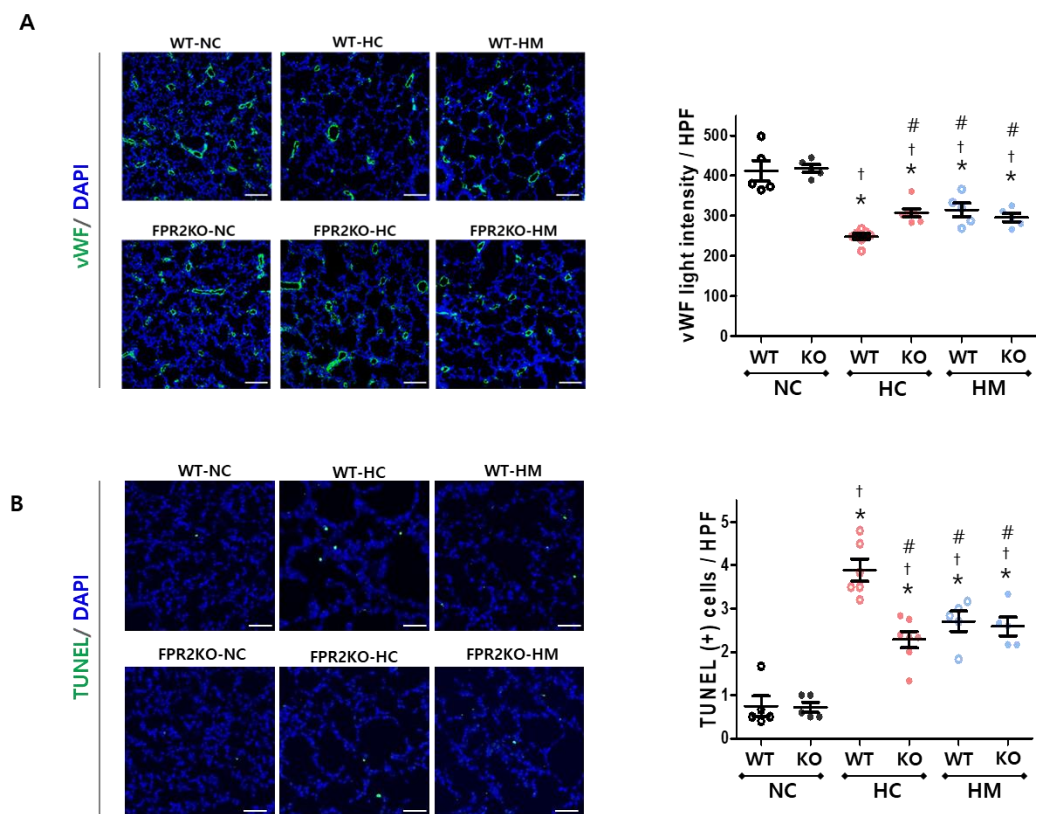 A
WT-NC WT-HC WT-HM
vWF/ DAPI
FPR2KO-NC FPR2KO-HC FPR2KO-HM
vWF light intensity / HPF
500
400
300
200
100
0
# # #
† † † †
* * * *
WT KO WT KO WT KO
NC HC HM
B
WT-NC WT-HC WT-HM
TUNEL/ DAPI
FPR2KO-NC FPR2KO-HC FPR2KO-HM
TUNEL (+) cells / HPF
5
4
3
2
1
0
# # #
† † † †
* * * *
WT KO WT KO WT KO
NC HC HM